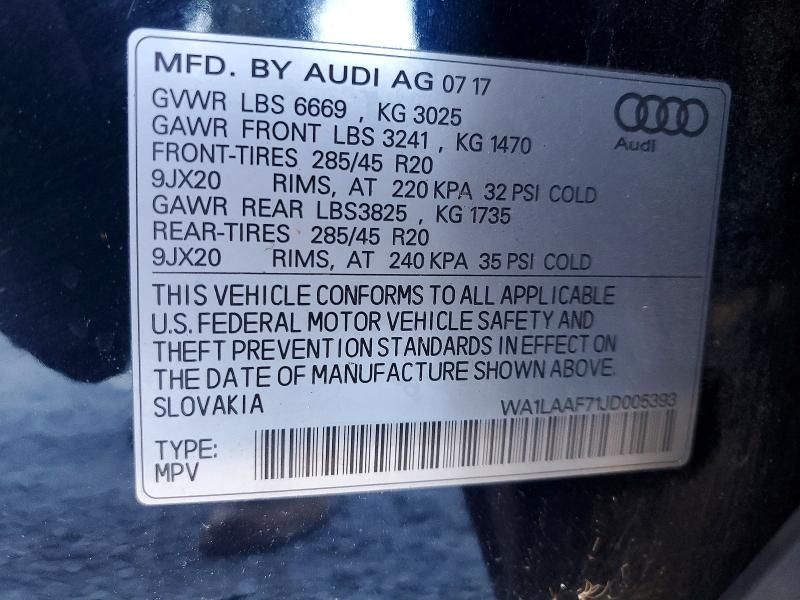 MFD. BY AUDI AG 07 17
GVWR LBS 6669 , KG 3025
GAWR FRONT LBS 3241 , KG 1470
FRONT-TIRES 285/45 R20
9JX20 RIMS, AT 220 KPA 32 PSI COLD
GAWR REAR LBS3825 , KG 1735
REAR-TIRES 285/45 R20
9JX20 RIMS, AT 240 KPA 35 PSI COLD
Audi
THIS VEHICLE CONFORMS TO ALL APPLICABLE
U.S. FEDERAL MOTOR VEHICLE SAFETY AND
THEFT PREVENTION STANDARDS IN EFFECT ON
THE DATE OF MANUFACTURE SHOWN ABOVE.
SLOVAKIA WA1LAAF71JD005393
TYPE:
MPV